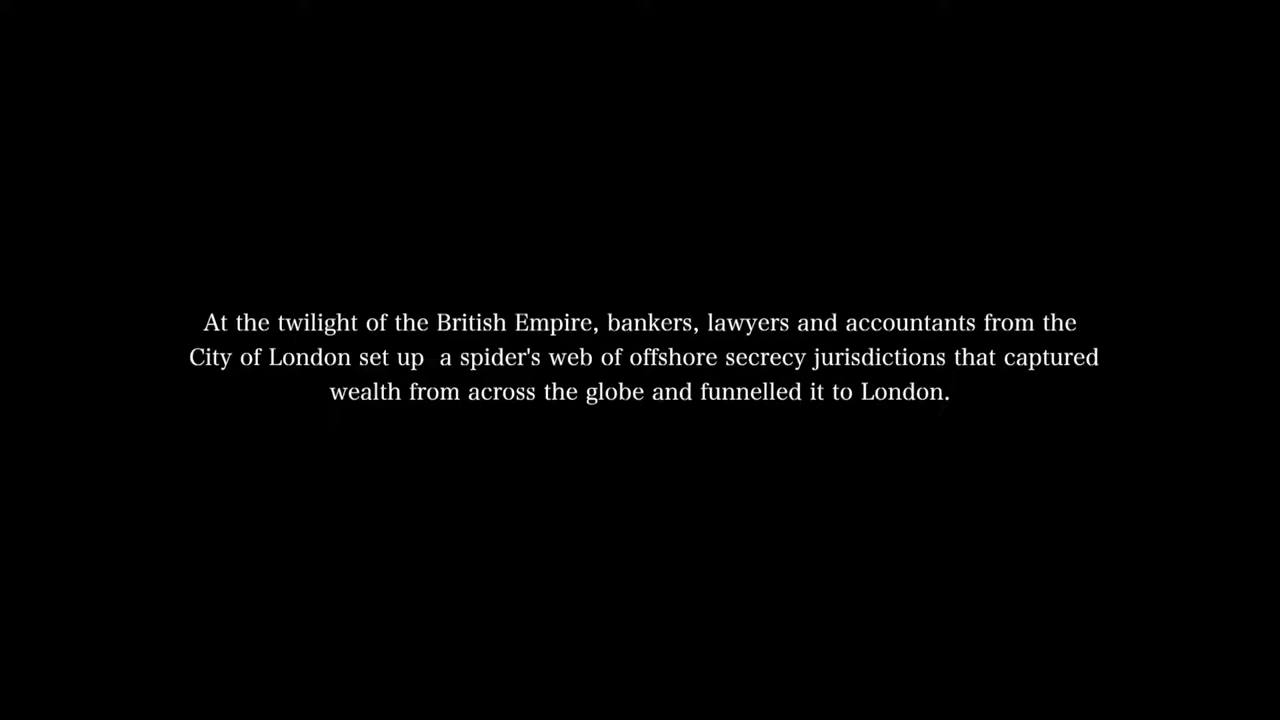 At the twilight of the British Empire, bankers, lawyers and accountants from the
City of London set up  a spider's web of offshore secrecy jurisdictions that captured
wealth from across the globe and funnelled it to London.